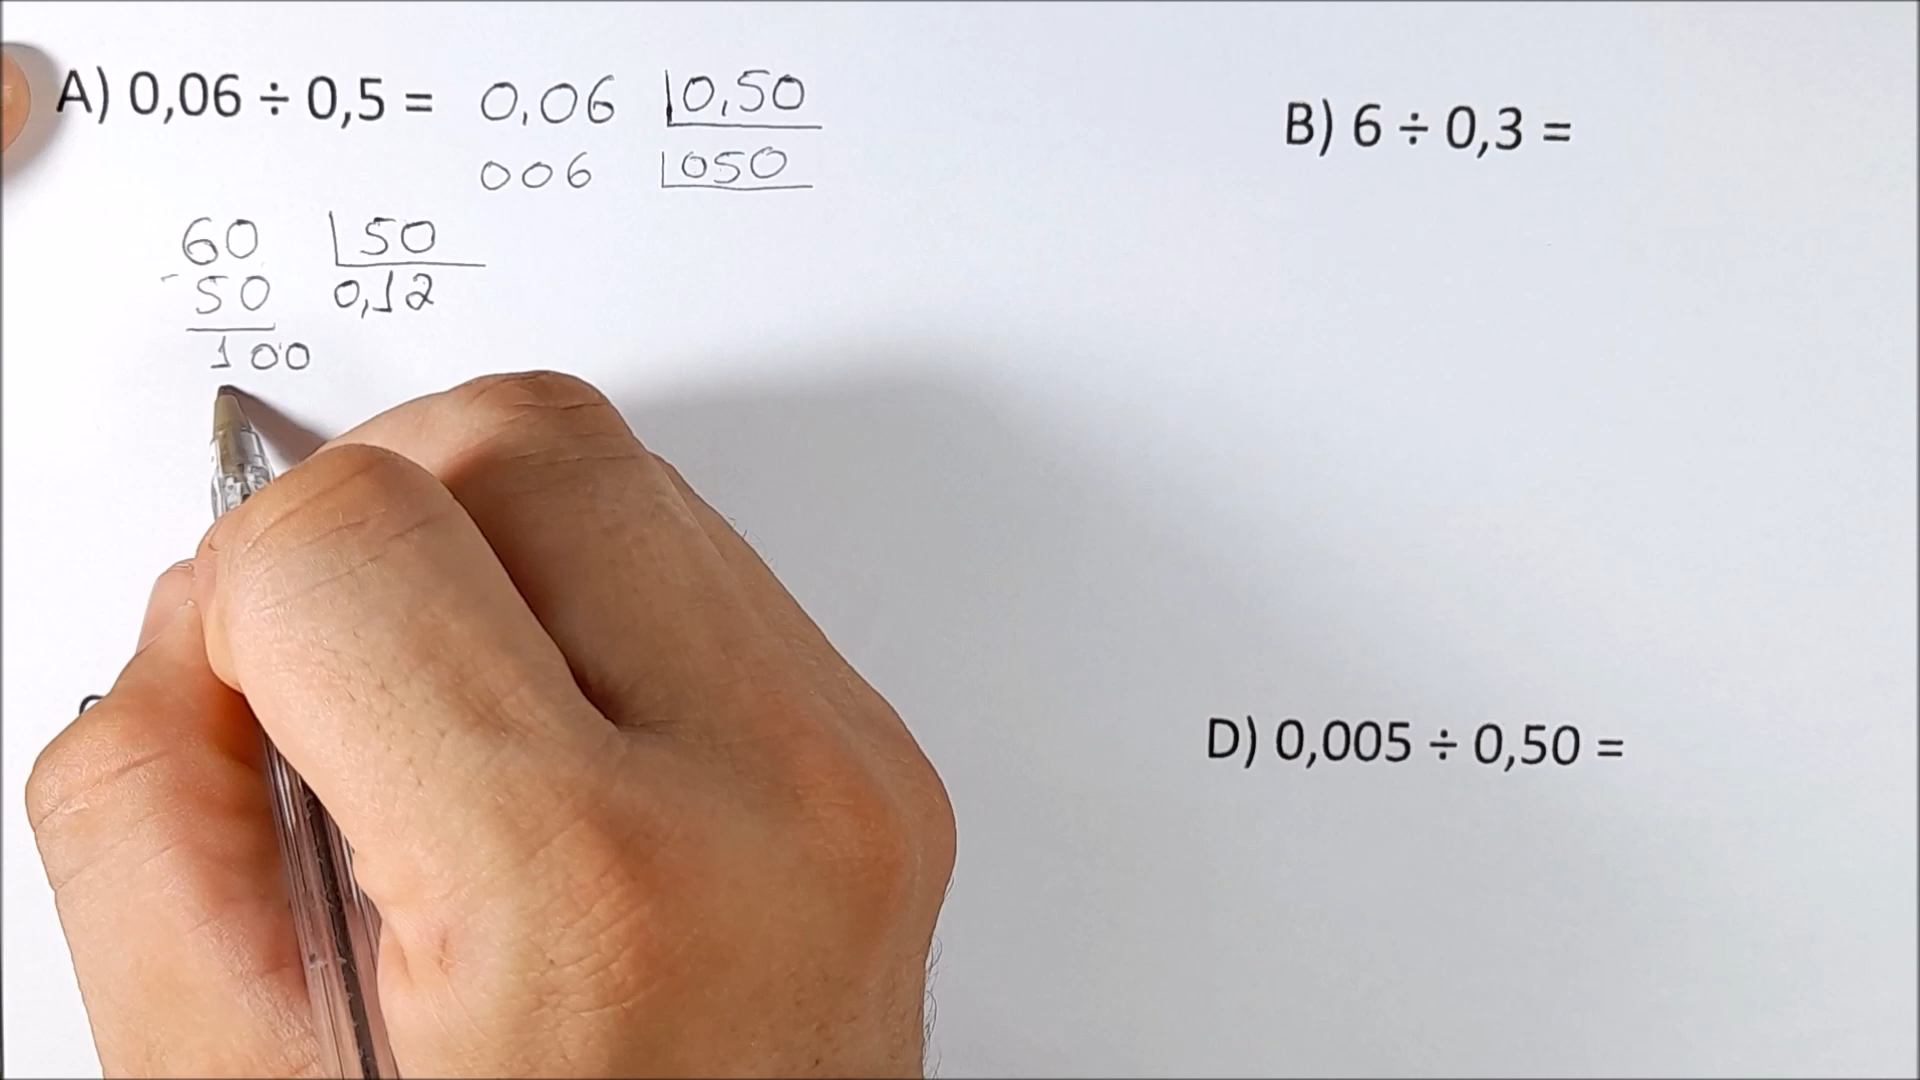 A) 0,06 ÷ 0,5 = 0,06 0,50
006 050
60 50
- 50 0,12
100
B) 6 ÷ 0,3 =
D) 0,005 ÷ 0,50 =